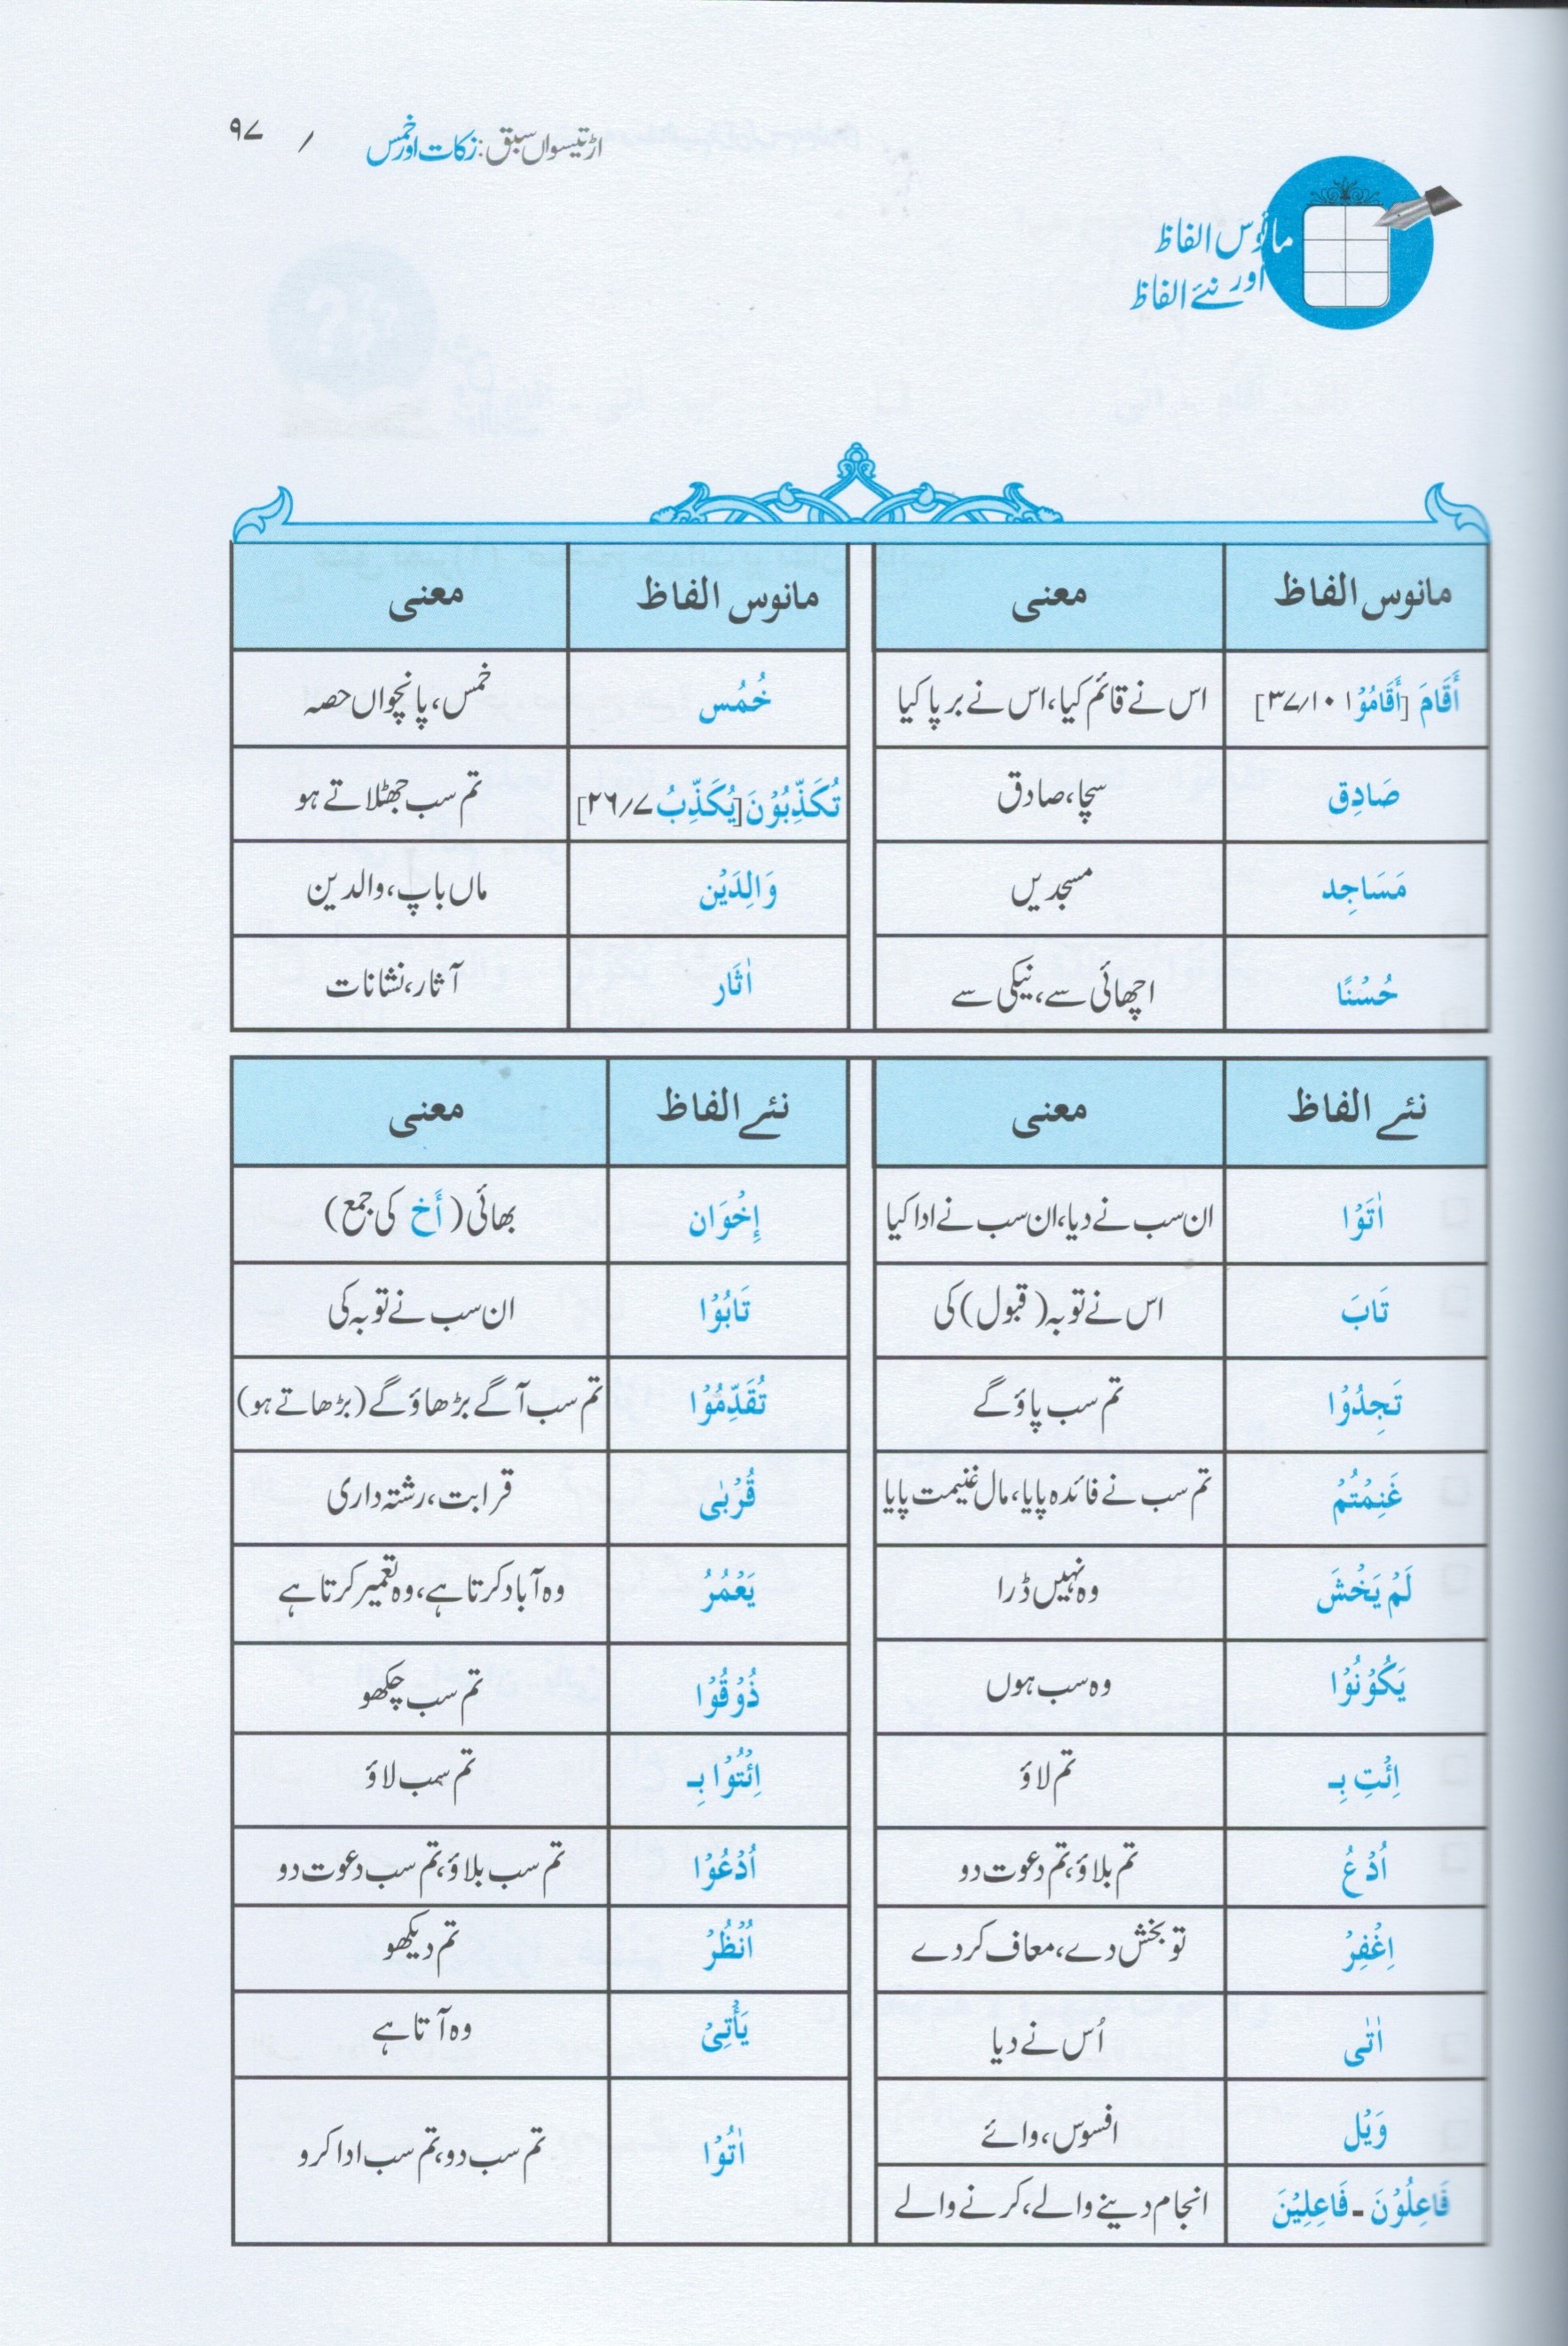 اڑتیسواں سبق: زکات اور خمس / ۹۷
مانوس الفاظ
اور نئے الفاظ
مانوس الفاظ معنی مانوس الفاظ معنی
أَقَامَ [أَقَامُوْا ۳۷/۱۰۱] اس نے قائم کیا، اس نے برپا کیا خُمُس خمس، پانچواں حصہ
صَادِق سچا، صادق تُكَذِّبُوْنَ [يُكَذِّبُ ۲۶/۷] تم سب جھٹلاتے ہو
مَسَاجِد مسجدیں وَالِدَيْن ماں باپ، والدین
حُسْنًا اچھائی سے، نیکی سے اٰثَار آثار، نشانات
نئے الفاظ معنی نئے الفاظ معنی
اٰتَوْا ان سب نے دیا، ان سب نے ادا کیا إِخْوَان بھائی (أَخ کی جمع)
تَابَ اس نے توبہ (قبول) کی تَابُوْا ان سب نے توبہ کی
تَجِدُوْا تم سب پاؤ گے تُقَدِّمُوْا تم سب آگے بڑھاؤ گے (بڑھاتے ہو)
غَنِمْتُمْ تم سب نے فائدہ پایا، مال غنیمت پایا قُرْبٰى قرابت، رشتہ داری
لَمْ يَخْشَ وہ نہیں ڈرا يَعْمُرُ وہ آباد کرتا ہے، وہ تعمیر کرتا ہے
يَكُوْنُوْا وہ سب ہوں ذُوْقُوْا تم سب چکھو
اِئْتِ بِـ تم لاؤ اِئْتُوْا بِـ تم سب لاؤ
اُدْعُ تم بلاؤ، تم دعوت دو اُدْعُوْا تم سب بلاؤ، تم سب دعوت دو
اِغْفِرْ تو بخش دے، معاف کردے اُنْظُرْ تم دیکھو
اٰتٰى اُس نے دیا يَأْتِيْ وہ آتا ہے
وَيْل افسوس، وائے اٰتُوْا تم سب دو، تم سب ادا کرو
فَاعِلُوْنَ - فَاعِلِيْنَ انجام دینے والے، کرنے والے